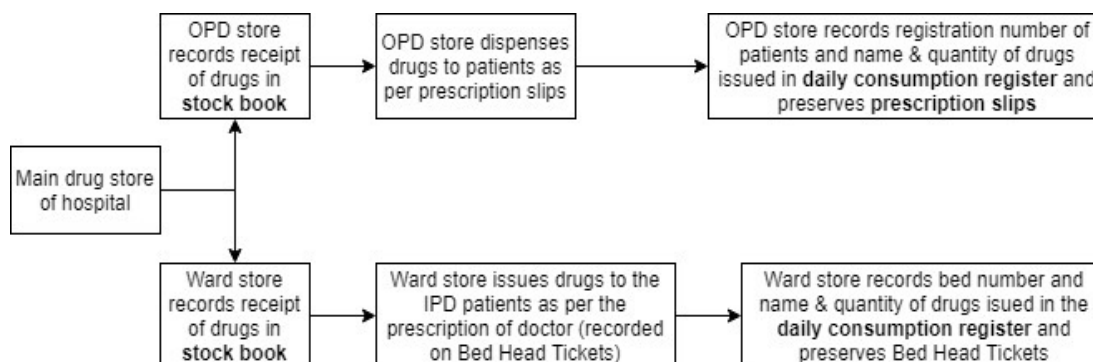 OPD store
records receipt
of drugs in
stock book
OPD store dispenses
drugs to patients as
per prescription slips
OPD store records registration number of
patients and name & quantity of drugs
issued in daily consumption register and
preserves prescription slips
Main drug store
of hospital
Ward store
records receipt
of drugs in
stock book
Ward store issues drugs to the
IPD patients as per the
prescription of doctor (recorded
on Bed Head Tickets)
Ward store records bed number and
name & quantity of drugs isued in the
daily consumption register and
preserves Bed Head Tickets